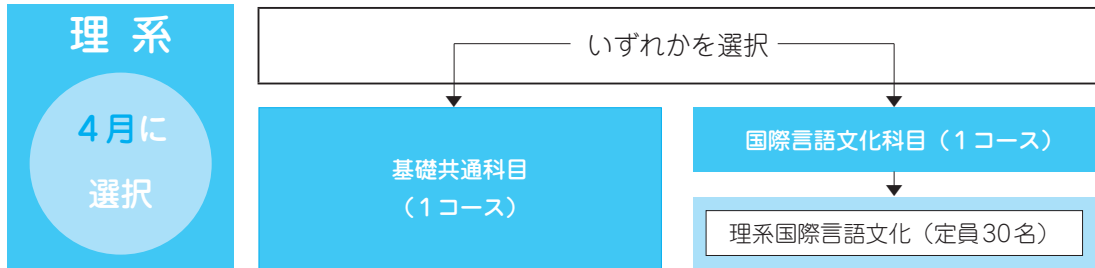 理系
4月に
選択
いずれかを選択
基礎共通科目
（1コース）
国際言語文化科目（1コース）
理系国際言語文化（定員30名）